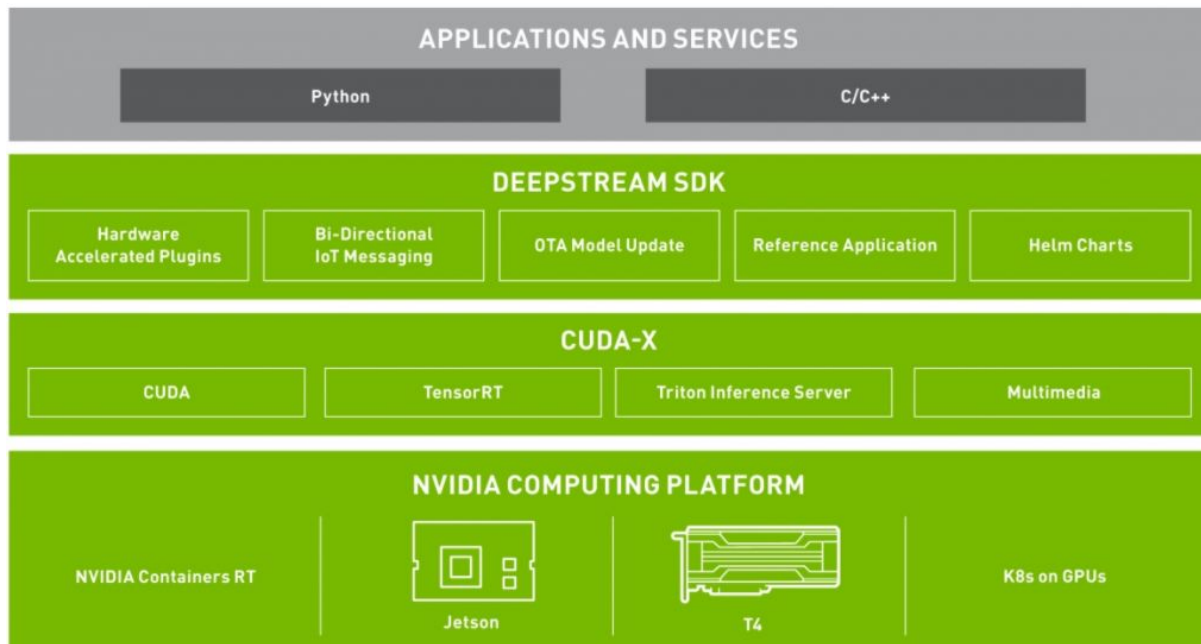 APPLICATIONS AND SERVICES
Python
C/C++
DEEPSTREAM SDK
Hardware
Accelerated Plugins
Bi-Directional
IoT Messaging
OTA Model Update
Reference Application
Helm Charts
CUDA-X
CUDA
TensorRT
Triton Inference Server
Multimedia
NVIDIA COMPUTING PLATFORM
NVIDIA Containers RT
Jetson
T4
K8s on GPUs